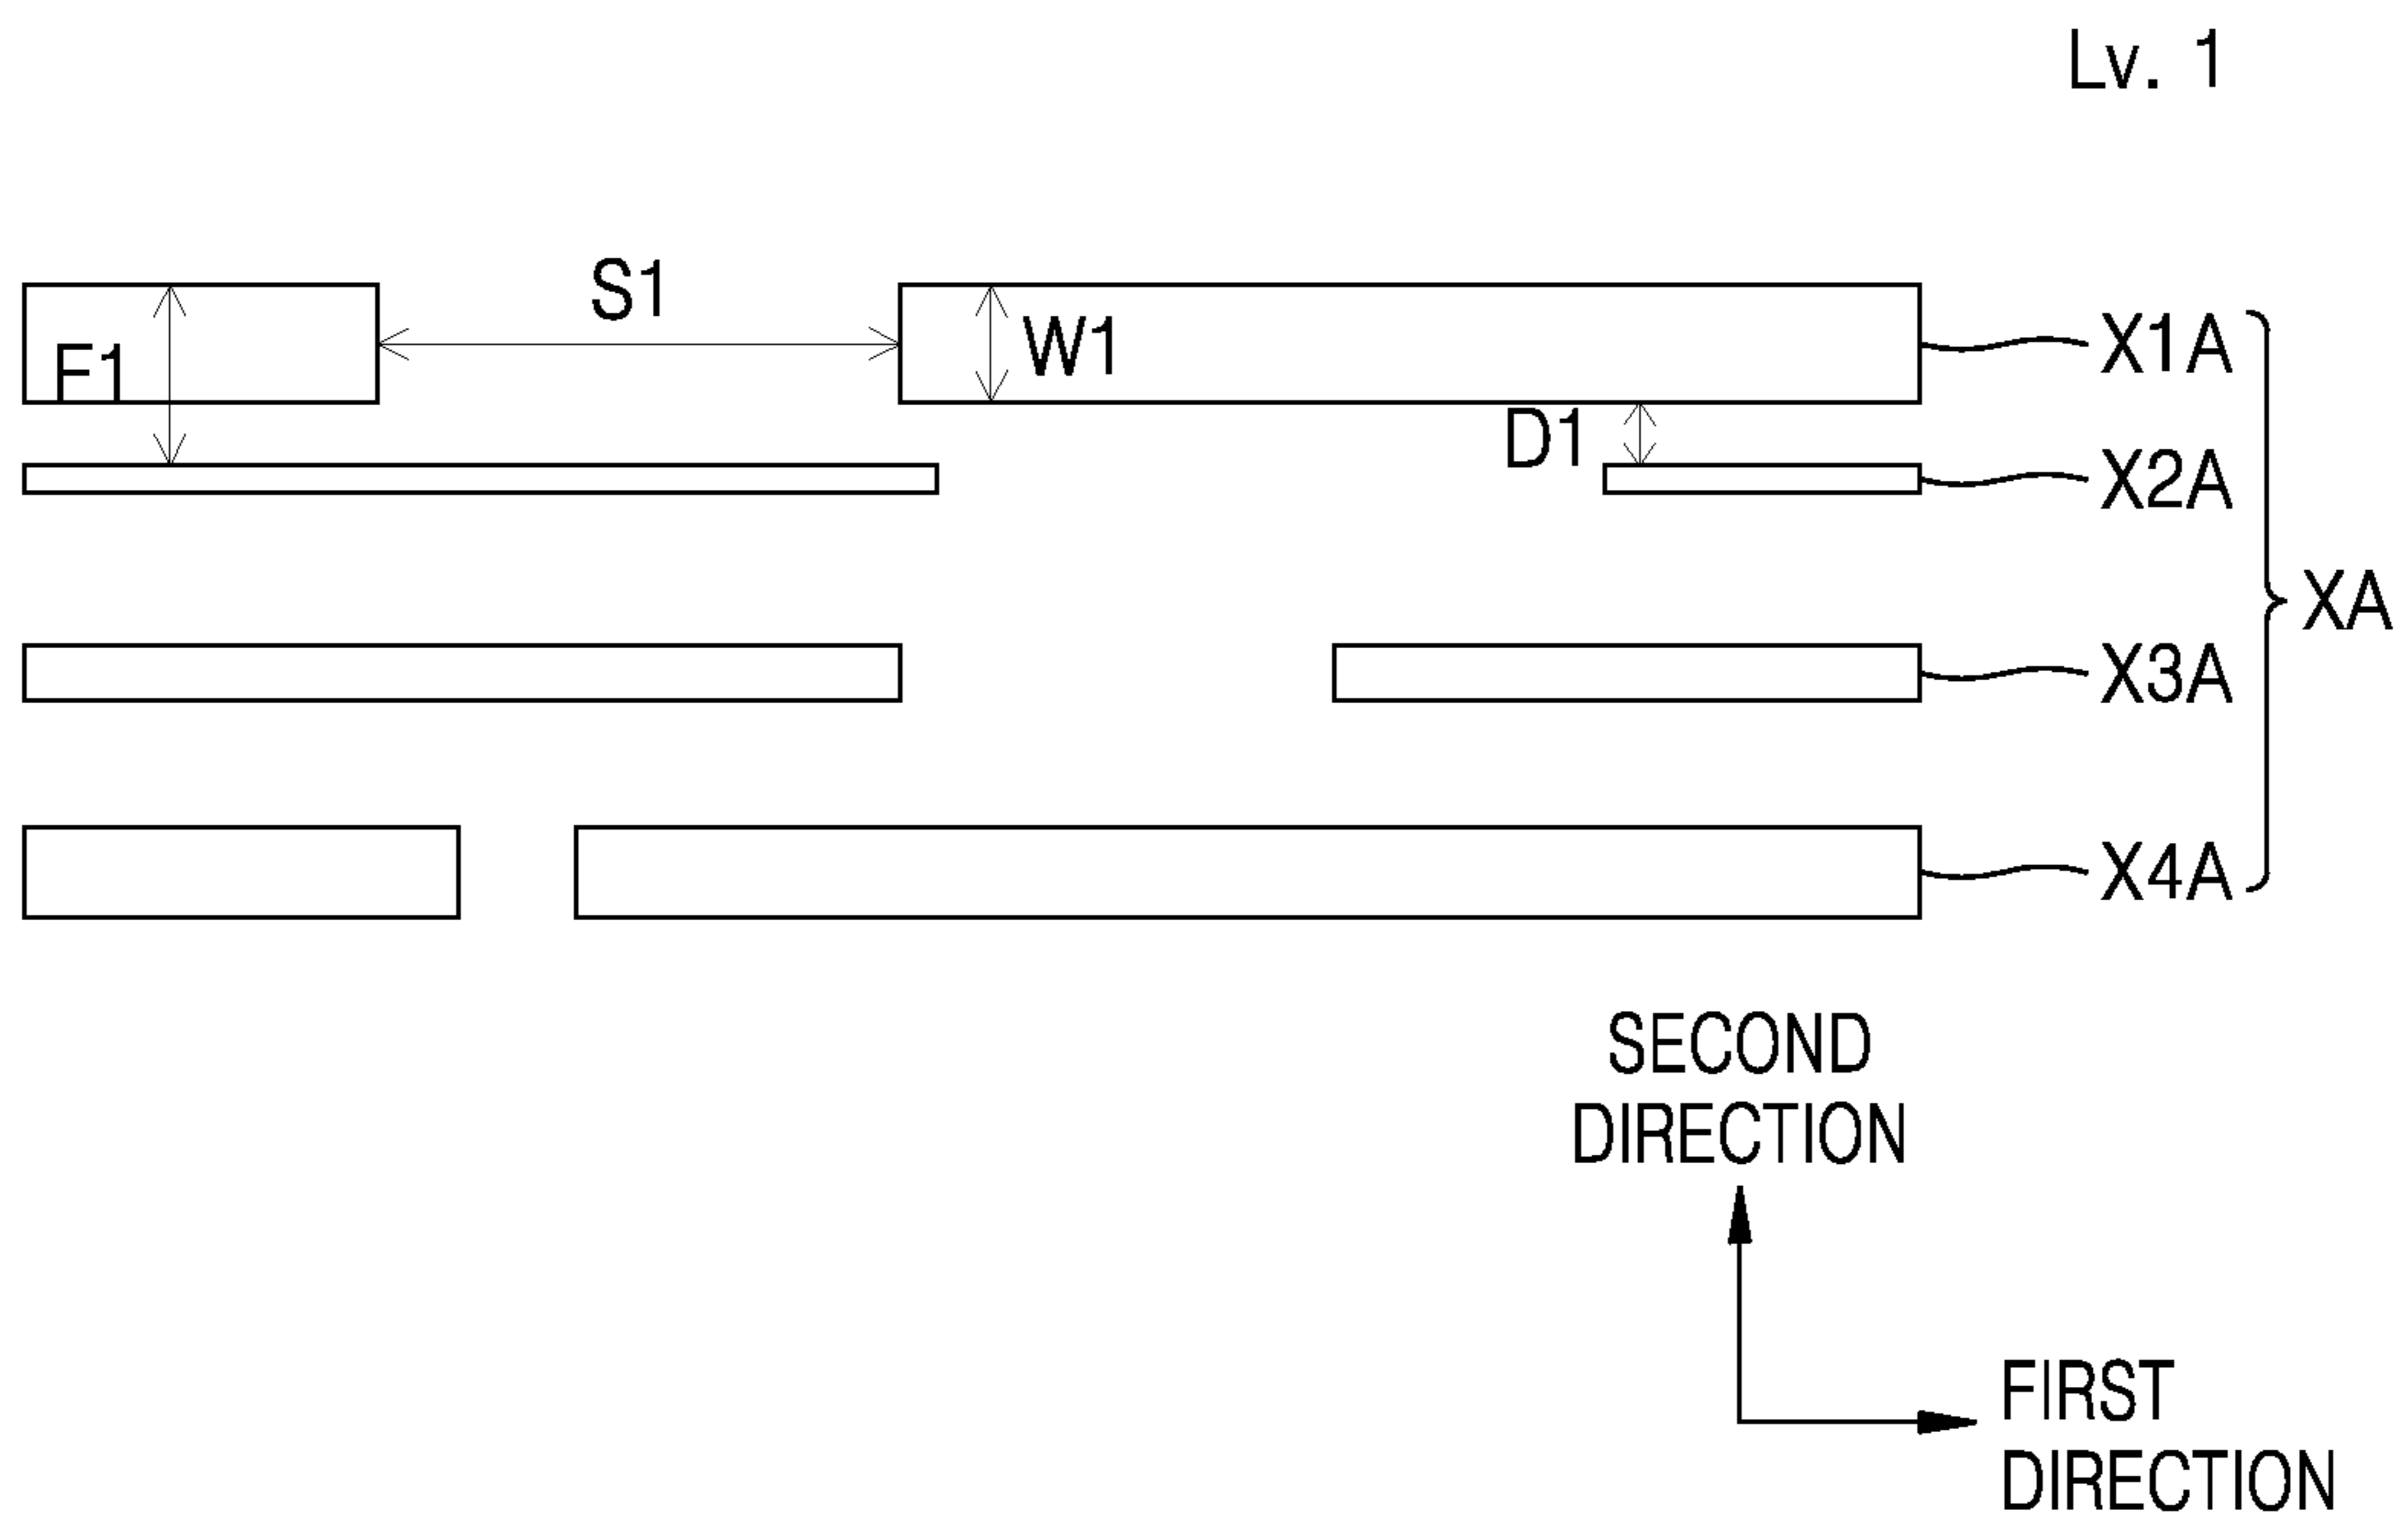 Lv. 1
S1
F1
W1
X1A
D1
X2A
XA
X3A
X4A
SECOND
DIRECTION
FIRST
DIRECTION